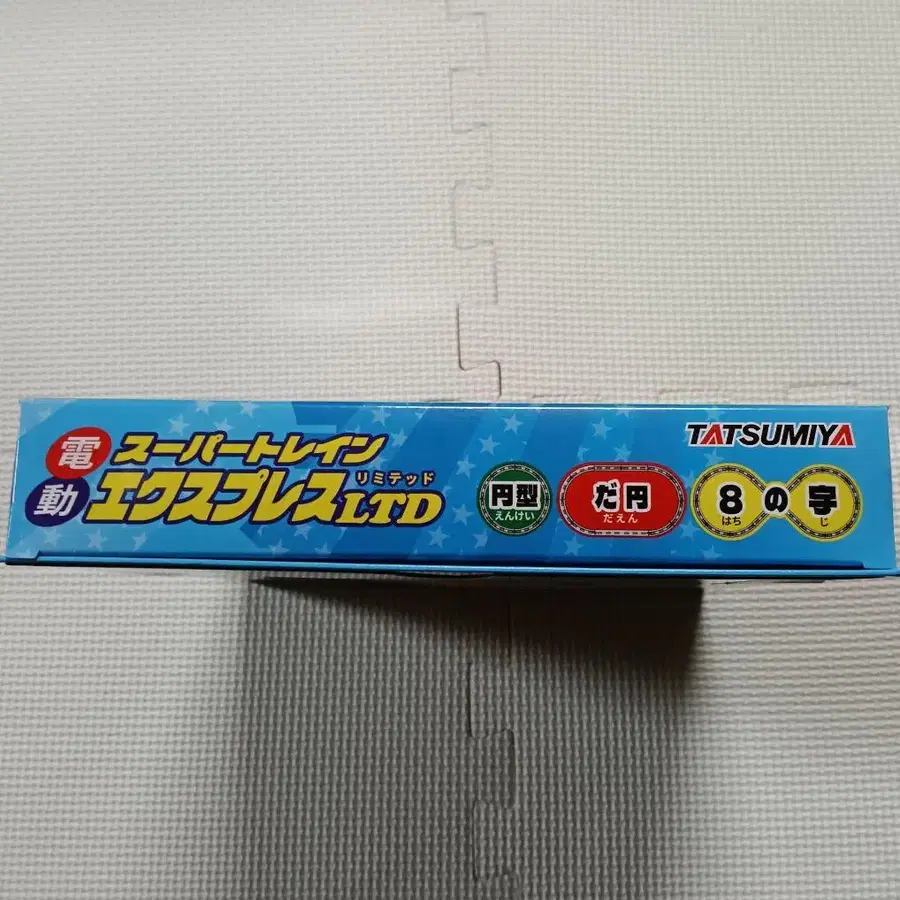 電動
スーパートレイン
リミテッド
エクスプレスLTD
円型
えんけい
だ円
だえん
8の字
はち じ
TATSUMIYA